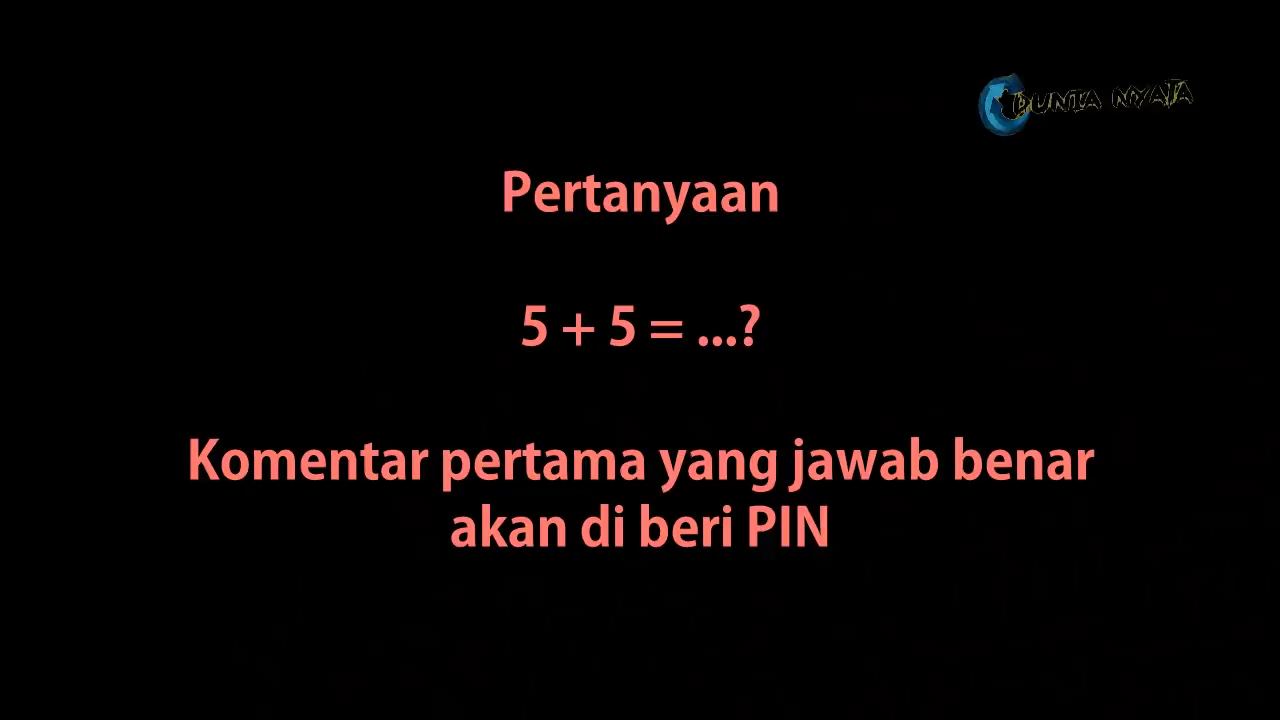 DUNIA NYATA
Pertanyaan
5 + 5 = ...?
Komentar pertama yang jawab benar
akan di beri PIN